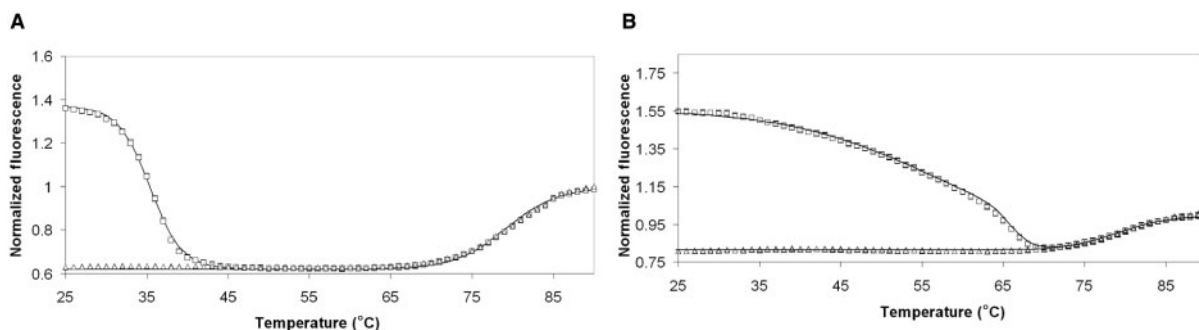 A
B
Normalized fluorescence
1.6
1.4
1.2
1
0.8
0.6
25 35 45 55 65 75 85
Temperature (°C)
Normalized fluorescence
1.75
1.55
1.35
1.15
0.95
0.75
25 35 45 55 65 75 85
Temperature (°C)